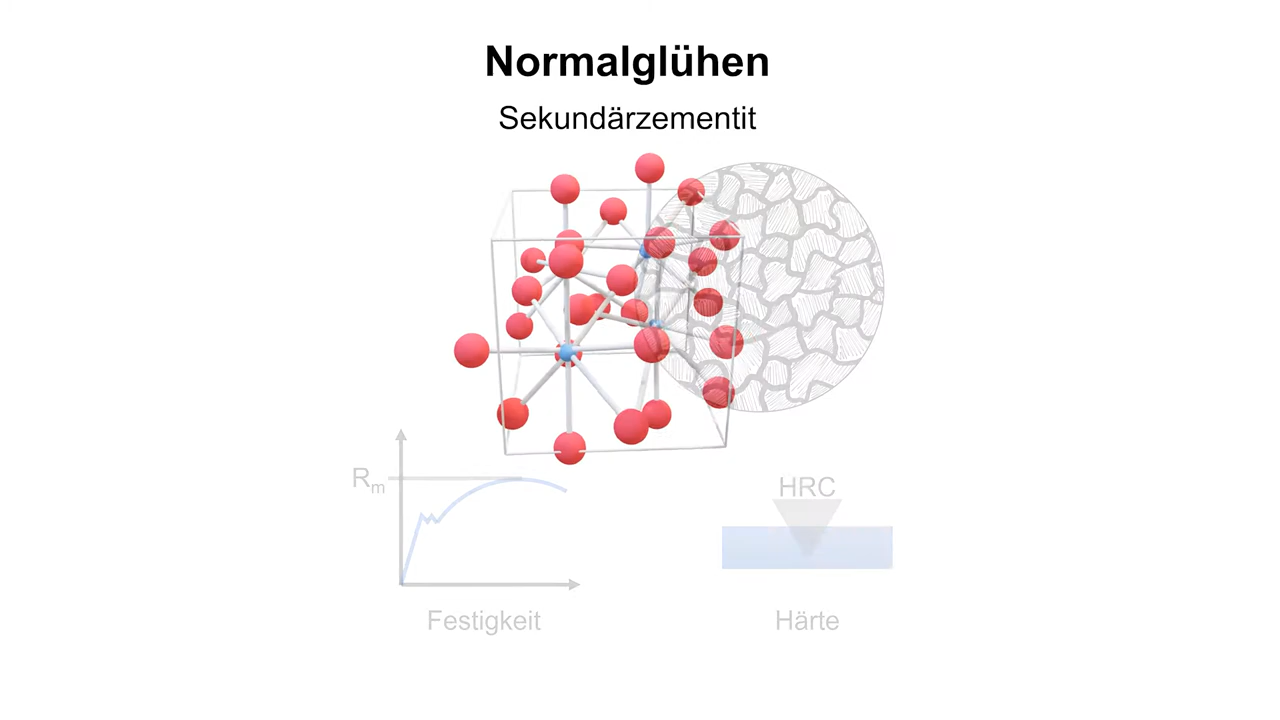 Normalglühen
Sekundärzementit
Rm
HRC
Festigkeit
Härte